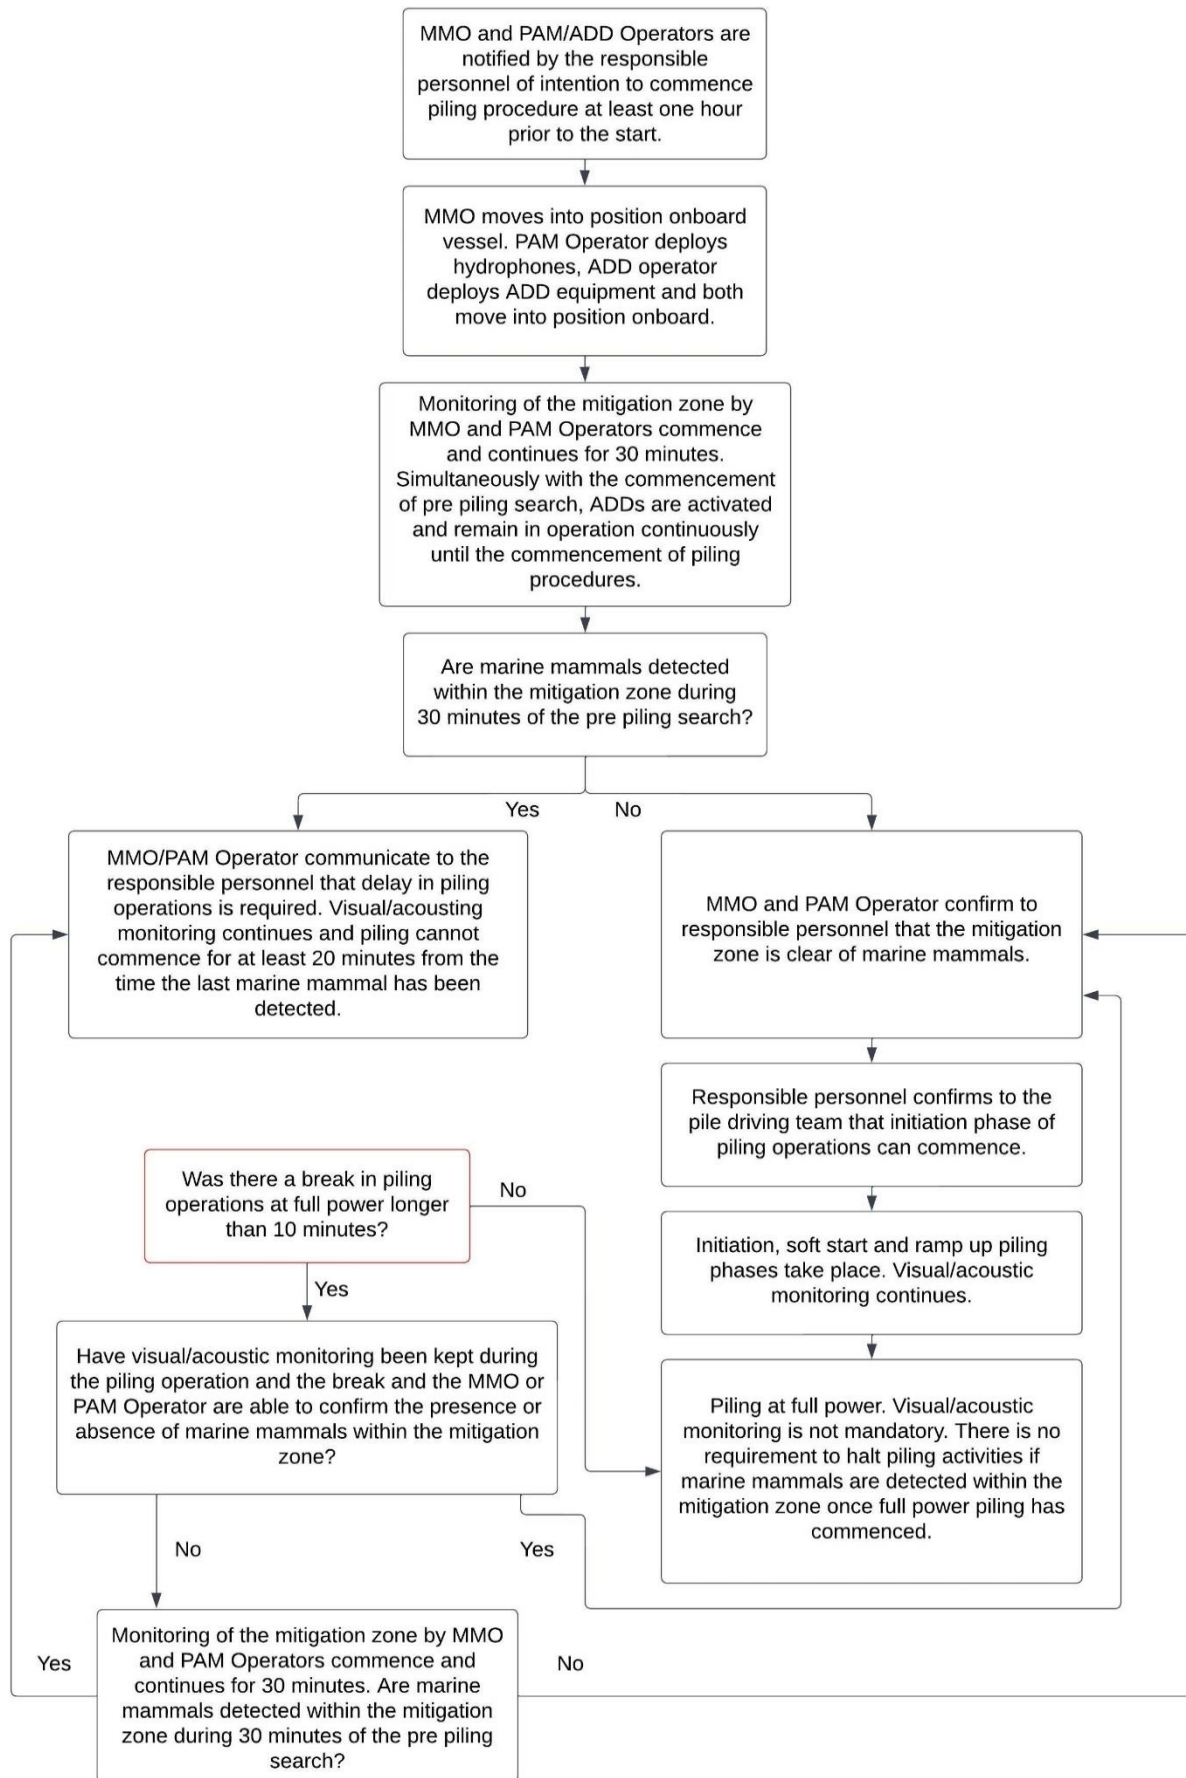 MMO and PAM/ADD Operators are
notified by the responsible
personnel of intention to commence
piling procedure at least one hour
prior to the start.
MMO moves into position onboard
vessel. PAM Operator deploys
hydrophones, ADD operator
deploys ADD equipment and both
move into position onboard.
Monitoring of the mitigation zone by
MMO and PAM Operators commence
and continues for 30 minutes.
Simultaneously with the commencement
of pre piling search, ADDs are activated
and remain in operation continuously
until the commencement of piling
procedures.
Are marine mammals detected
within the mitigation zone during
30 minutes of the pre piling search?
Yes
No
MMO/PAM Operator communicate to the
responsible personnel that delay in piling
operations is required. Visual/acousting
monitoring continues and piling cannot
commence for at least 20 minutes from the
time the last marine mammal has been
detected.
MMO and PAM Operator confirm to
responsible personnel that the mitigation
zone is clear of marine mammals.
Responsible personnel confirms to the
pile driving team that initiation phase of
piling operations can commence.
Was there a break in piling
operations at full power longer
than 10 minutes?
No
Yes
Initiation, soft start and ramp up piling
phases take place. Visual/acoustic
monitoring continues.
Have visual/acoustic monitoring been kept during
the piling operation and the break and the MMO or
PAM Operator are able to confirm the presence or
absence of marine mammals within the mitigation
zone?
Piling at full power. Visual/acoustic
monitoring is not mandatory. There is no
requirement to halt piling activities if
marine mammals are detected within the
mitigation zone once full power piling has
commenced.
No
Yes
Monitoring of the mitigation zone by MMO
and PAM Operators commence and
continues for 30 minutes. Are marine
mammals detected within the mitigation
zone during 30 minutes of the pre piling
search?
Yes
No